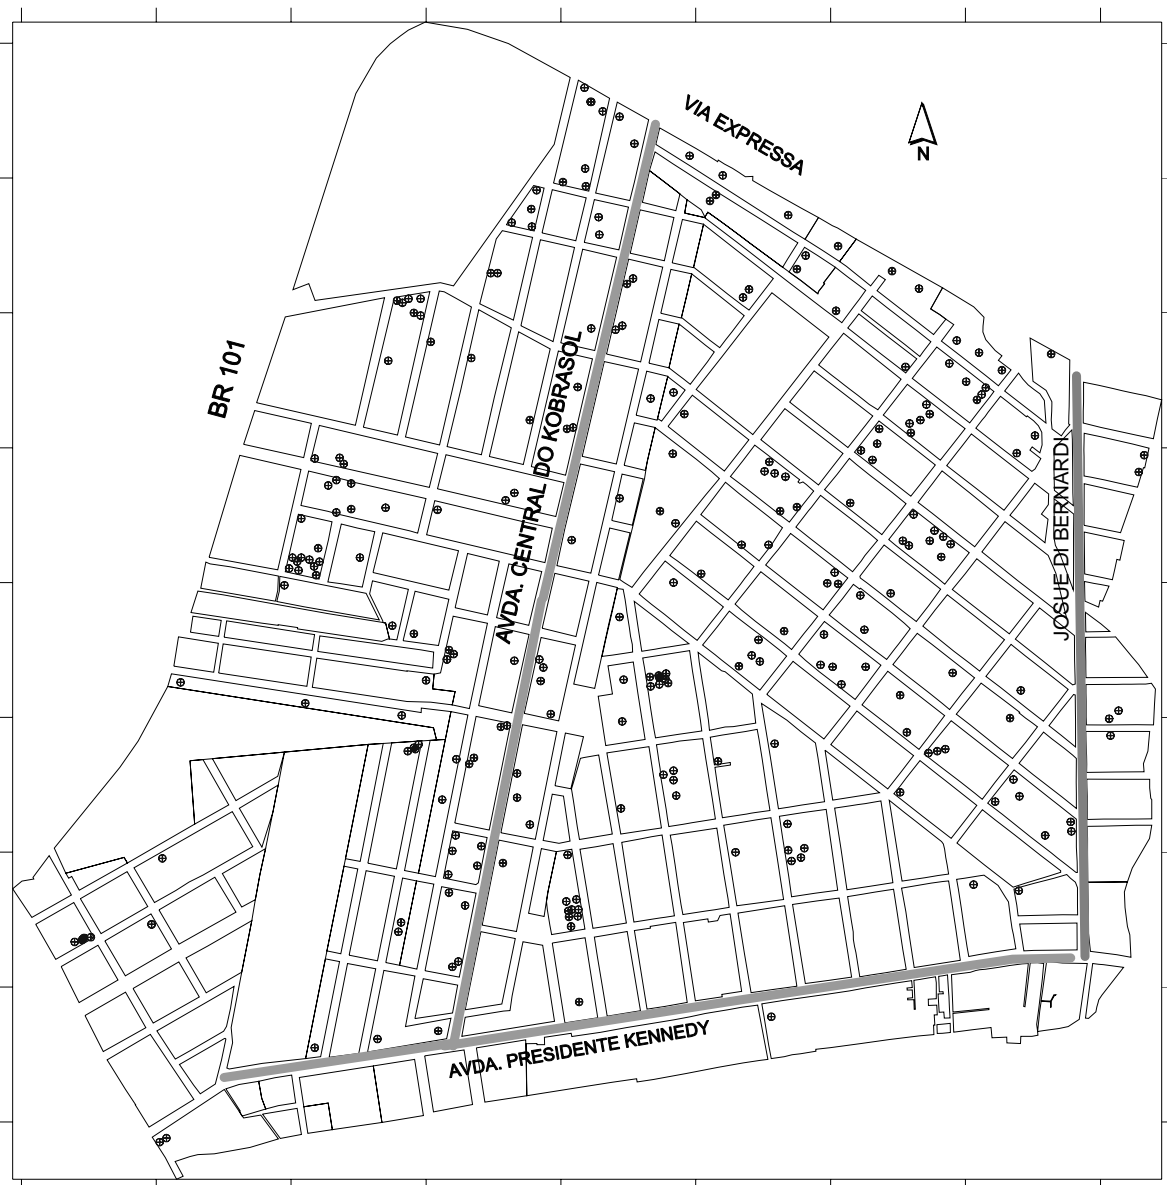 VIA EXPRESSA
N
BR 101
AVDA. CENTRAL DO KOBRASOL
JOSUE DI BERNARDI
AVDA. PRESIDENTE KENNEDY